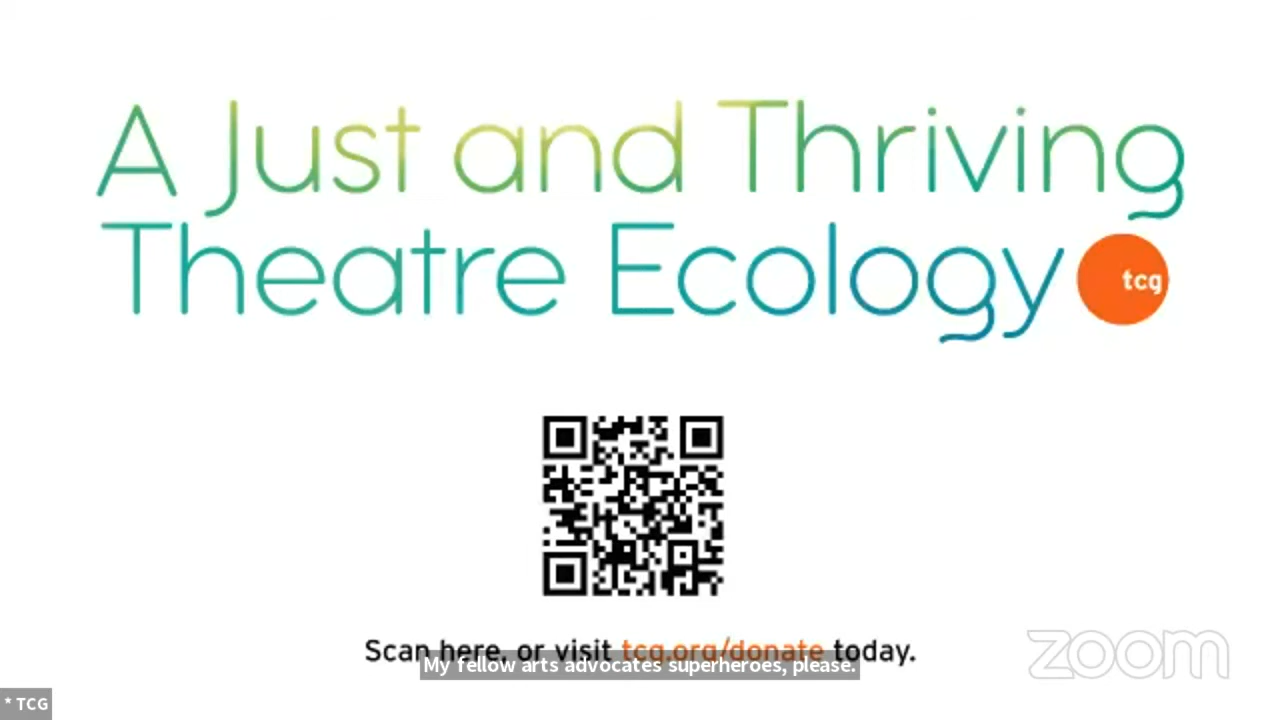 A Just and Thriving
Theatre Ecology
tcg
Scan here, or visit tcg.org/donate today.
My fellow arts advocates superheroes, please.
zoom
* TCG